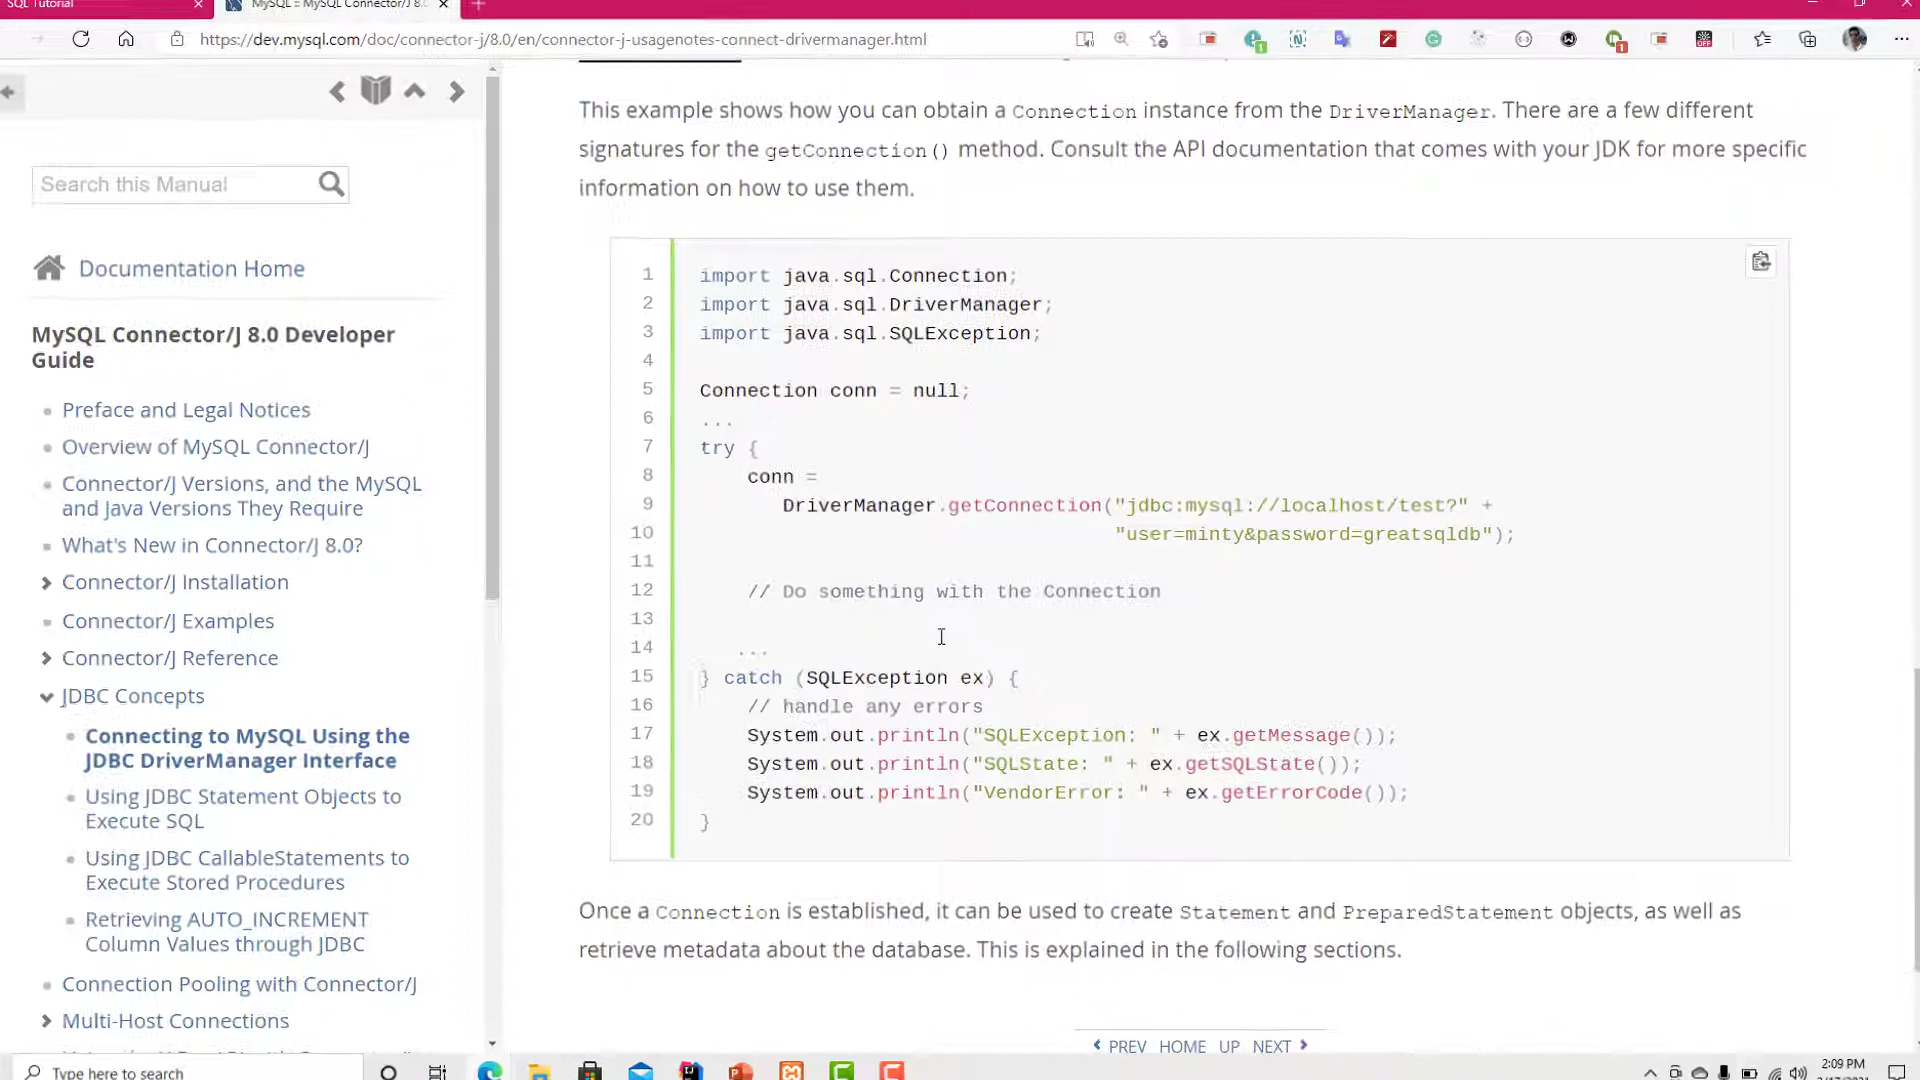 SQL Tutorial
MySQL :: MySQL Connector/J 8.0
https://dev.mysql.com/doc/connector-j/8.0/en/connector-j-usagenotes-connect-drivermanager.html
Search this Manual
Documentation Home
MySQL Connector/J 8.0 Developer
Guide
Preface and Legal Notices
Overview of MySQL Connector/J
Connector/J Versions, and the MySQL
and Java Versions They Require
What's New in Connector/J 8.0?
Connector/J Installation
Connector/J Examples
Connector/J Reference
JDBC Concepts
Connecting to MySQL Using the
JDBC DriverManager Interface
Using JDBC Statement Objects to
Execute SQL
Using JDBC CallableStatements to
Execute Stored Procedures
Retrieving AUTO_INCREMENT
Column Values through JDBC
Connection Pooling with Connector/J
Multi-Host Connections
This example shows how you can obtain a Connection instance from the DriverManager. There are a few different
signatures for the getConnection() method. Consult the API documentation that comes with your JDK for more specific
information on how to use them.
1 import java.sql.Connection;
2 import java.sql.DriverManager;
3 import java.sql.SQLException;
4
5 Connection conn = null;
6 ...
7 try {
8 conn =
9 DriverManager.getConnection("jdbc:mysql://localhost/test?" +
10 "user=minty&password=greatsqldb");
11
12 // Do something with the Connection
13
14 ...
15 } catch (SQLException ex) {
16 // handle any errors
17 System.out.println("SQLException: " + ex.getMessage());
18 System.out.println("SQLState: " + ex.getSQLState());
19 System.out.println("VendorError: " + ex.getErrorCode());
20 }
Once a Connection is established, it can be used to create Statement and PreparedStatement objects, as well as
retrieve metadata about the database. This is explained in the following sections.
PREV HOME UP NEXT
Type here to search
2:09 PM